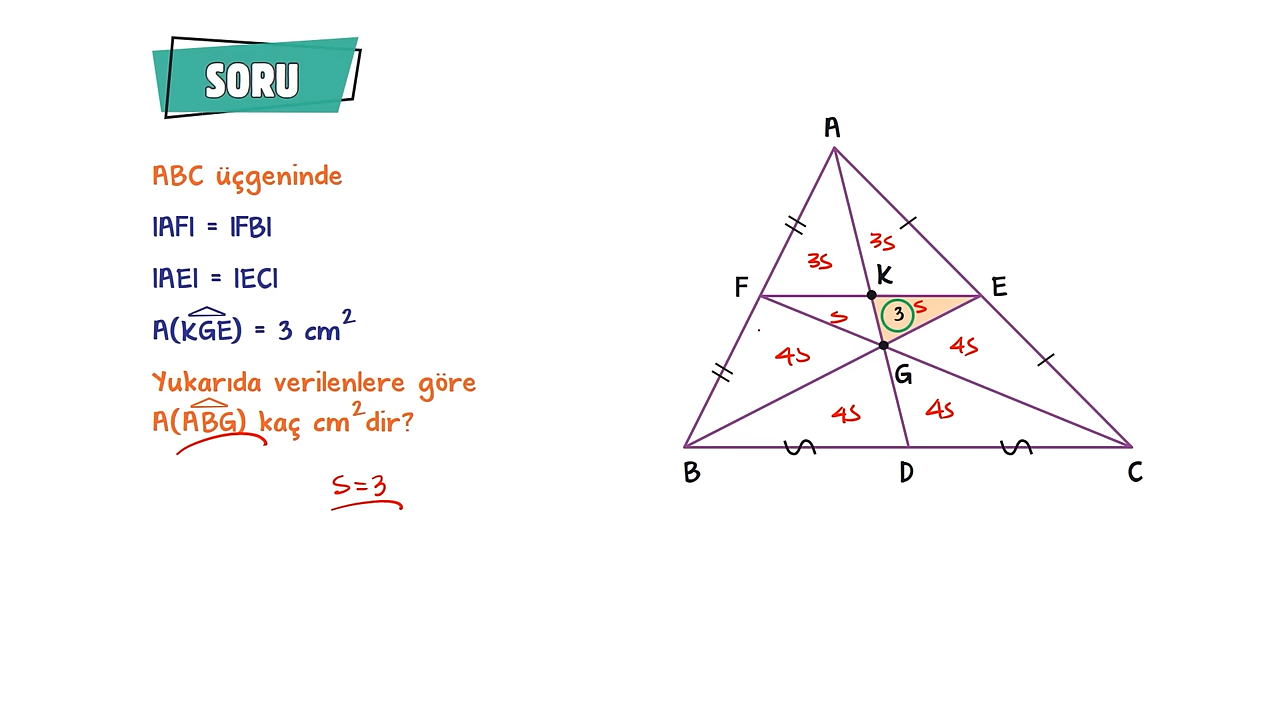 SORU
ABC üçgeninde
|AF| = |FB|
|AE| = |EC|
A(KGE) = 3 cm²
Yukarıda verilenlere göre
A(ABG) kaç cm²dir?
S=3
A
3S
3S
K
F
E
S
3
S
4S
4S
G
4S
4S
B
D
C